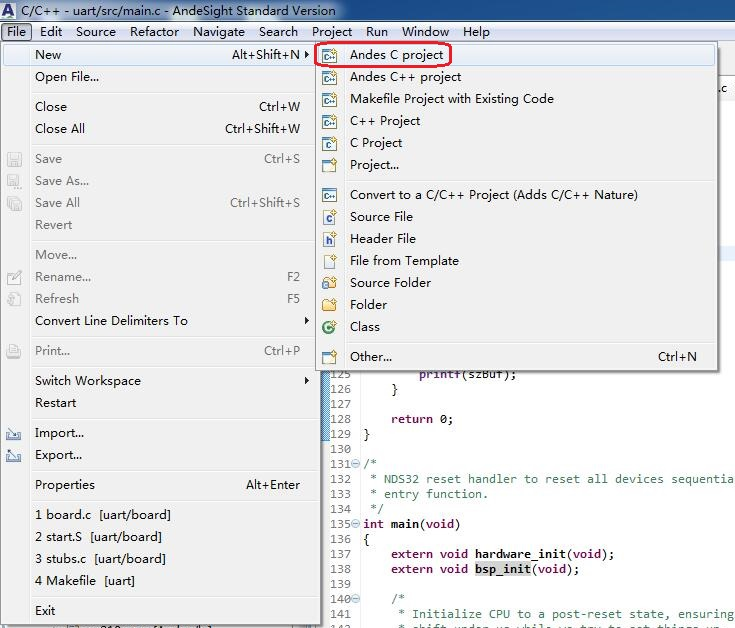 C/C++ - uart/src/main.c - AndeSight Standard Version
File Edit Source Refactor Navigate Search Project Run Window Help
New Alt+Shift+N
Open File...
Close Ctrl+W
Close All Ctrl+Shift+W
Save Ctrl+S
Save As...
Save All Ctrl+Shift+S
Revert
Move...
Rename... F2
Refresh F5
Convert Line Delimiters To
Print... Ctrl+P
Switch Workspace
Restart
Import...
Export...
Properties Alt+Enter
1 board.c [uart/board]
2 start.S [uart/board]
3 stubs.c [uart/board]
4 Makefile [uart]
Exit
Andes C project
Andes C++ project
Makefile Project with Existing Code
C++ Project
C Project
Project...
Convert to a C/C++ Project (Adds C/C++ Nature)
Source File
Header File
File from Template
Source Folder
Folder
Class
Other... Ctrl+N
.c
125 printf(szBuf);
126 }
127
128 return 0;
129 }
130
131 /*
132 * NDS32 reset handler to reset all devices sequentia
133 * entry function.
134 */
135 int main(void)
136 {
137 extern void hardware_init(void);
138 extern void bsp_init(void);
139
140 /*
141 * Initialize CPU to a post-reset state, ensuring